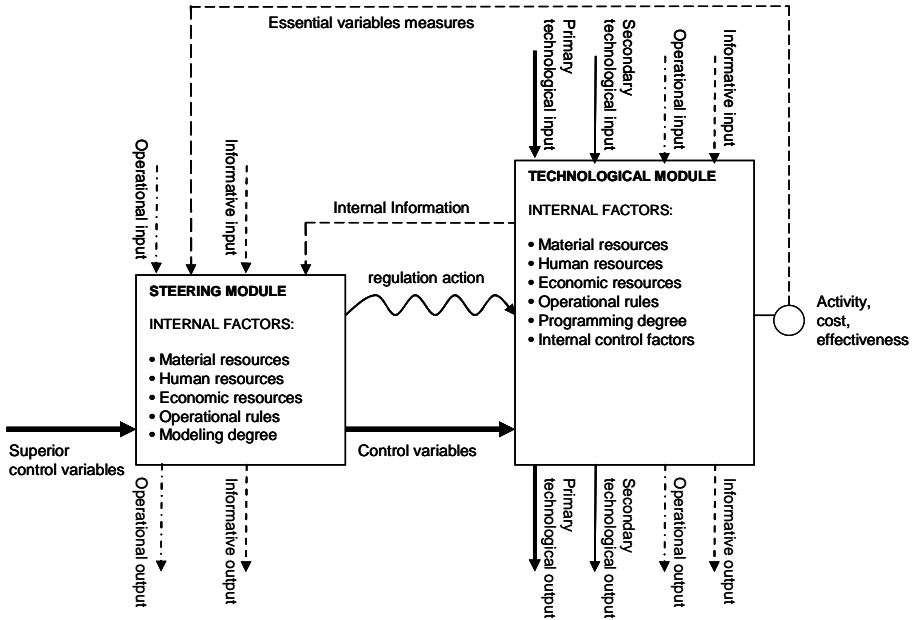 Essential variables measures
Primary
technological input
Secondary
technological input
Operational input
Informative input
Operational input
Informative input
TECHNOLOGICAL MODULE
INTERNAL FACTORS:
• Material resources
• Human resources
• Economic resources
• Operational rules
• Programming degree
• Internal control factors
Internal Information
regulation action
STEERING MODULE
INTERNAL FACTORS:
• Material resources
• Human resources
• Economic resources
• Operational rules
• Modeling degree
Activity,
cost,
effectiveness
Superior
control variables
Control variables
Operational output
Informative output
Primary
technological output
Secondary
technological output
Operational output
Informative output